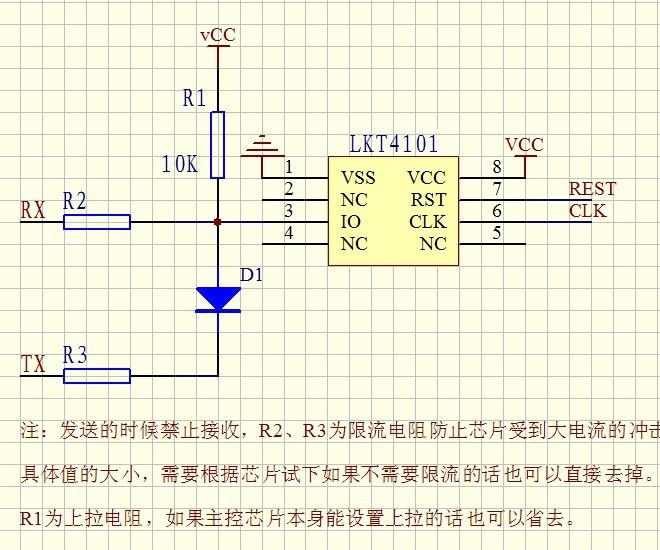 vCC
R1
10K
LKT4101
VCC
1 VSS VCC 8
2 NC RST 7 REST
RX R2 3 IO CLK 6 CLK
4 NC NC 5
D1
TX R3
注：发送的时候禁止接收，R2、R3为限流电阻防止芯片受到大电流的冲击
具体值的大小，需要根据芯片试下如果不需要限流的话也可以直接去掉。
R1为上拉电阻，如果主控芯片本身能设置上拉的话也可以省去。